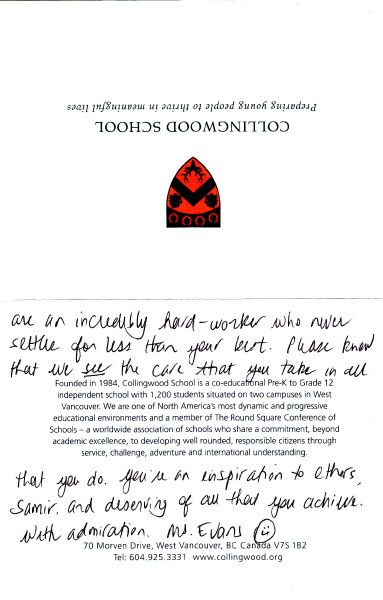 COLLINGWOOD SCHOOL
Preparing young people to thrive in meaningful lives
are an incredibly hard-worker who never
settle for less than your best. Please know
that we see the care that you take in all
Founded in 1984, Collingwood School is a co-educational Pre-K to Grade 12
independent school with 1,200 students situated on two campuses in West
Vancouver. We are one of North America's most dynamic and progressive
educational environments and a member of The Round Square Conference of
Schools – a worldwide association of schools who share a commitment, beyond
academic excellence, to developing well rounded, responsible citizens through
service, challenge, adventure and international understanding.
that you do. You're an inspiration to others,
Samir, and deserving of all that you achieve.
With admiration, Ms. Evans
70 Morven Drive, West Vancouver, BC Canada V7S 1B2
Tel: 604.925.3331 www.collingwood.org